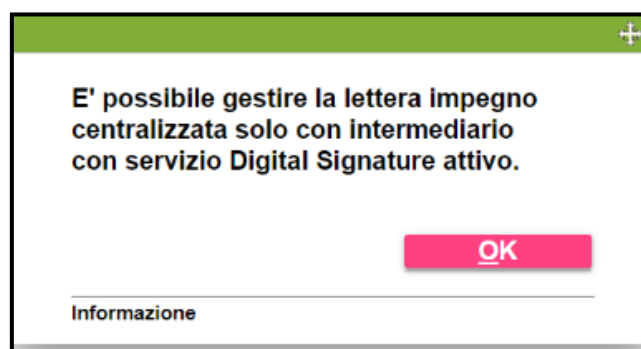 E' possibile gestire la lettera impegno
centralizzata solo con intermediario
con servizio Digital Signature attivo.
OK
Informazione